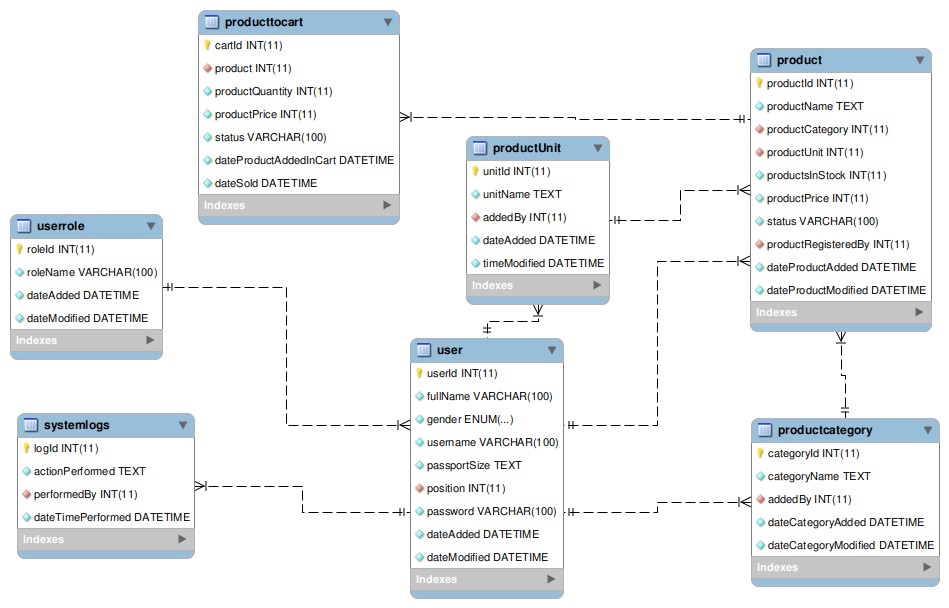 producttocart
cartId INT(11)
product INT(11)
productQuantity INT(11)
productPrice INT(11)
status VARCHAR(100)
dateProductAddedInCart DATETIME
dateSold DATETIME
Indexes
product
productId INT(11)
productName TEXT
productCategory INT(11)
productUnit INT(11)
productsInStock INT(11)
productPrice INT(11)
status VARCHAR(100)
productRegisteredBy INT(11)
dateProductAdded DATETIME
dateProductModified DATETIME
Indexes
productUnit
unitId INT(11)
unitName TEXT
addedBy INT(11)
dateAdded DATETIME
timeModified DATETIME
Indexes
userrole
roleId INT(11)
roleName VARCHAR(100)
dateAdded DATETIME
dateModified DATETIME
Indexes
user
userId INT(11)
fullName VARCHAR(100)
gender ENUM(...)
username VARCHAR(100)
passportSize TEXT
position INT(11)
password VARCHAR(100)
dateAdded DATETIME
dateModified DATETIME
Indexes
systemlogs
logId INT(11)
actionPerformed TEXT
performedBy INT(11)
dateTimePerformed DATETIME
Indexes
productcategory
categoryId INT(11)
categoryName TEXT
addedBy INT(11)
dateCategoryAdded DATETIME
dateCategoryModified DATETIME
Indexes